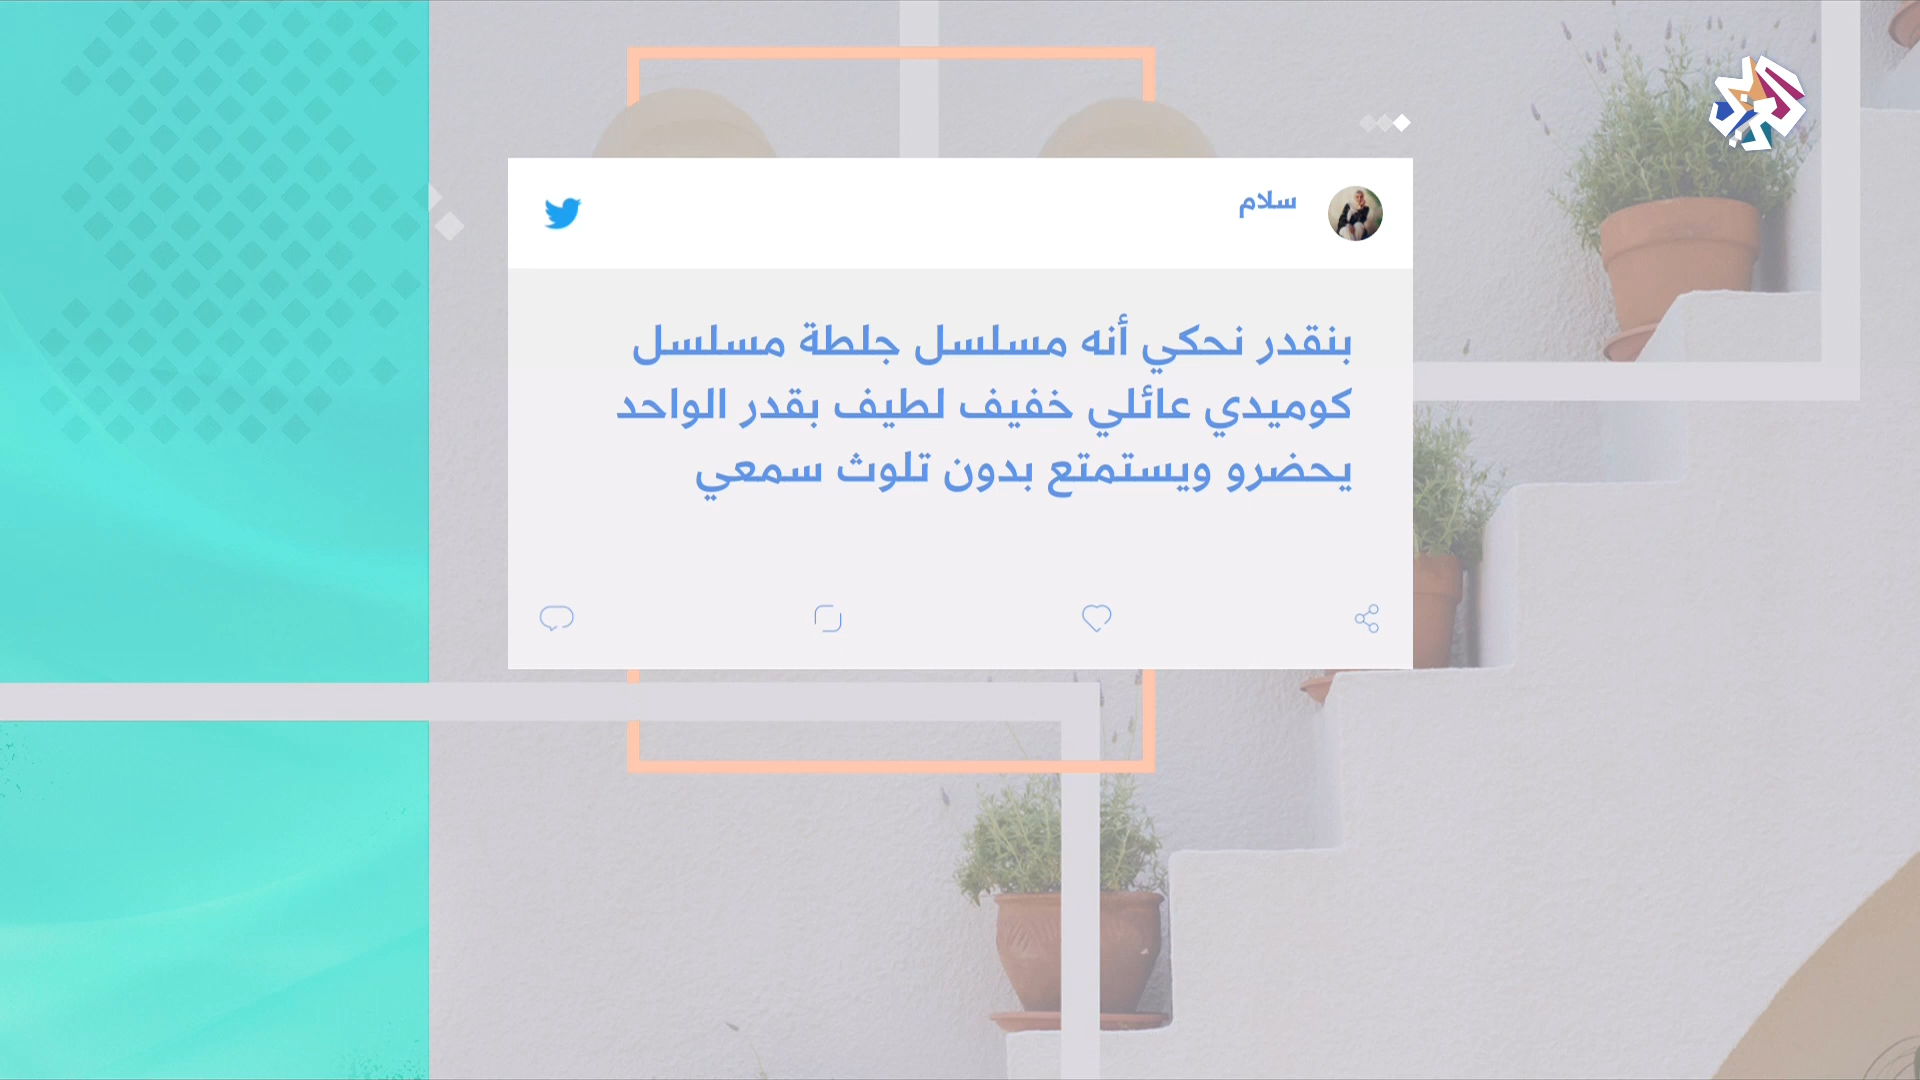 سلام
بنقدر نحكي أنه مسلسل جلطة مسلسل
كوميدي عائلي خفيف لطيف بقدر الواحد
يحضرو ويستمتع بدون تلوث سمعي